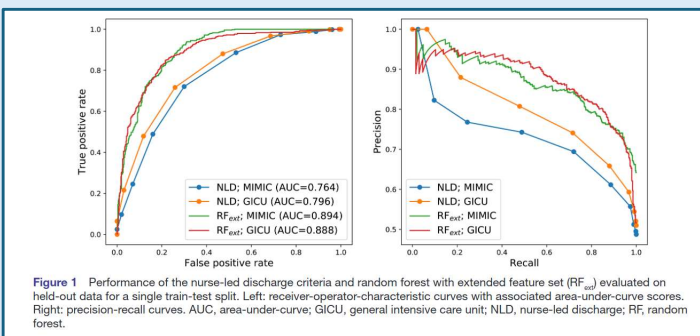 1.0
0.8
0.6
0.4
0.2
0.0
True positive rate
0.0 0.2 0.4 0.6 0.8 1.0
False positive rate
NLD; MIMIC (AUC=0.764)
NLD; GICU (AUC=0.796)
RFext; MIMIC (AUC=0.894)
RFext; GICU (AUC=0.888)
1.0
0.9
0.8
0.7
0.6
0.5
Precision
0.0 0.2 0.4 0.6 0.8 1.0
Recall
NLD; MIMIC
NLD; GICU
RFext; MIMIC
RFext; GICU
Figure 1 Performance of the nurse-led discharge criteria and random forest with extended feature set (RFext) evaluated on
held-out data for a single train-test split. Left: receiver-operator-characteristic curves with associated area-under-curve scores.
Right: precision-recall curves. AUC, area-under-curve; GICU, general intensive care unit; NLD, nurse-led discharge; RF, random
forest.